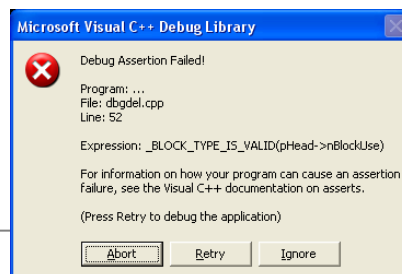 Microsoft Visual C++ Debug Library
Debug Assertion Failed!
Program: ...
File: dbgdel.cpp
Line: 52
Expression: _BLOCK_TYPE_IS_VALID(pHead->nBlockUse)
For information on how your program can cause an assertion
failure, see the Visual C++ documentation on asserts.
(Press Retry to debug the application)
Abort Retry Ignore